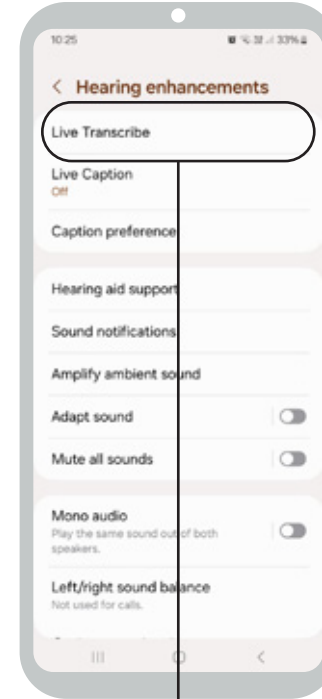 10:25
33%
Hearing enhancements
Live Transcribe
Live Caption
Off
Caption preference
Hearing aid support
Sound notifications
Amplify ambient sound
Adapt sound
Mute all sounds
Mono audio
Play the same sound out of both
speakers.
Left/right sound balance
Not used for calls.